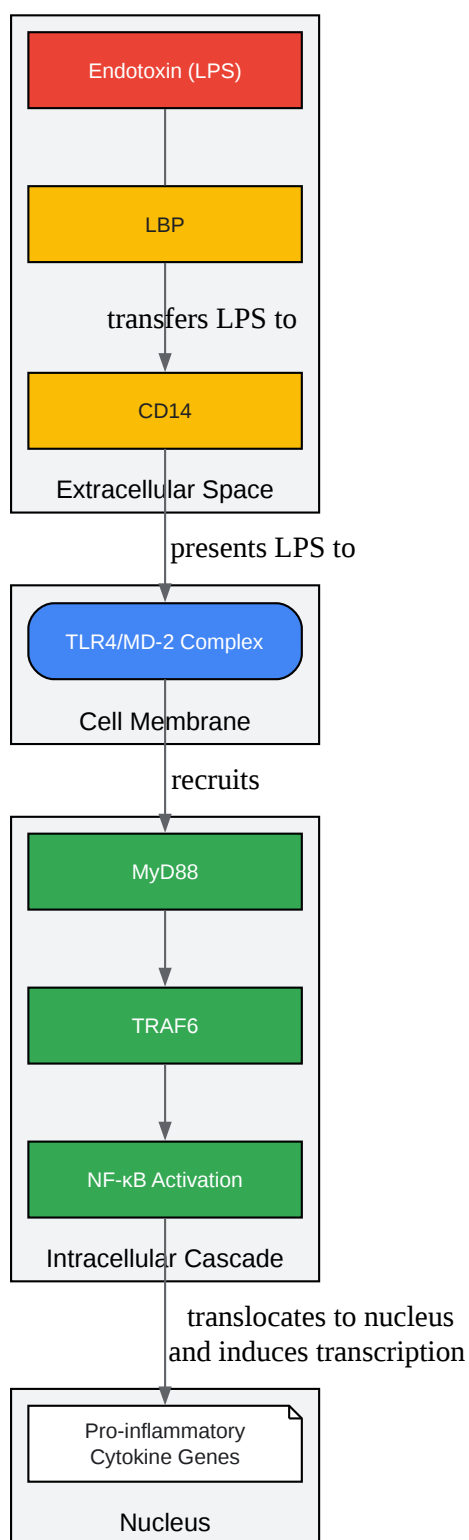 Endotoxin (LPS)
LBP
transfers LPS to
CD14
Extracellular Space
presents LPS to
TLR4/MD-2 Complex
Cell Membrane
recruits
MyD88
TRAF6
NF-κB Activation
Intracellular Cascade
translocates to nucleus
and induces transcription
Pro-inflammatory
Cytokine Genes
Nucleus